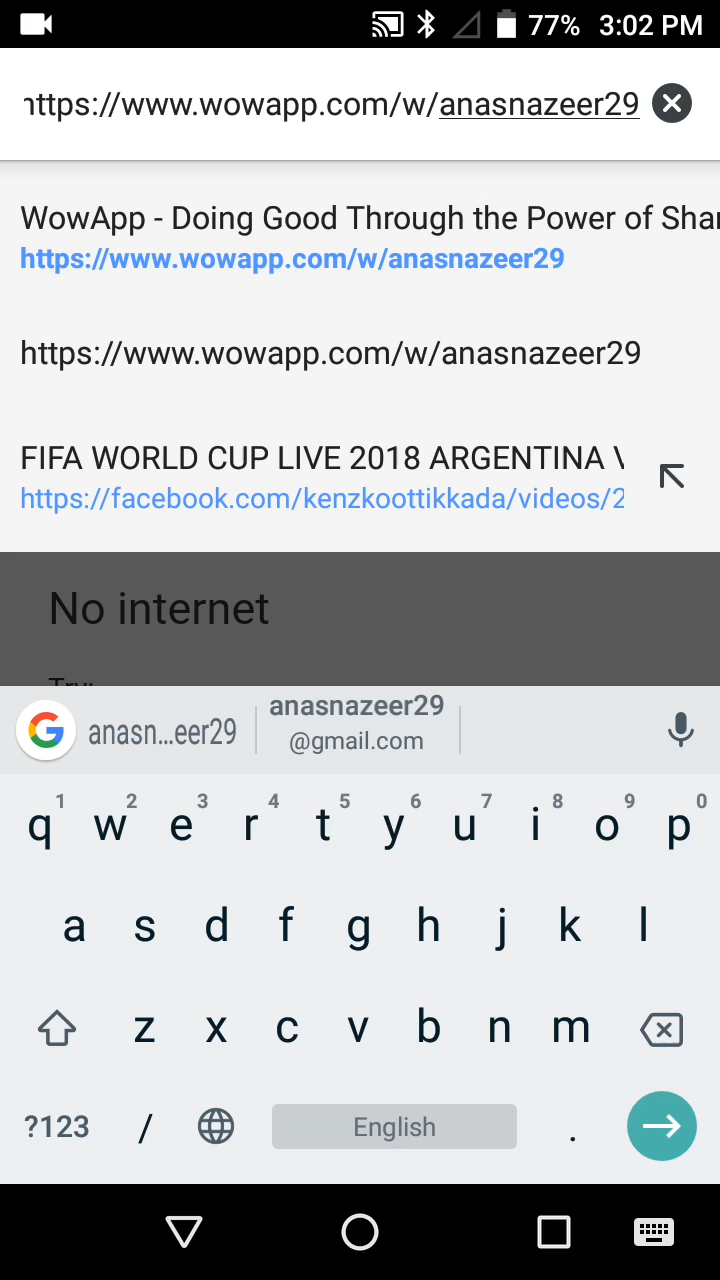 77% 3:02 PM
https://www.wowapp.com/w/anasnazeer29
WowApp - Doing Good Through the Power of Shar
https://www.wowapp.com/w/anasnazeer29
https://www.wowapp.com/w/anasnazeer29
FIFA WORLD CUP LIVE 2018 ARGENTINA V
https://facebook.com/kenzkoottikkada/videos/2
No internet
Try:
G anasn...eer29 anasnazeer29
@gmail.com
1 2 3 4 5 6 7 8 9 0
q w e r t y u i o p
a s d f g h j k l
z x c v b n m
?123 / English .